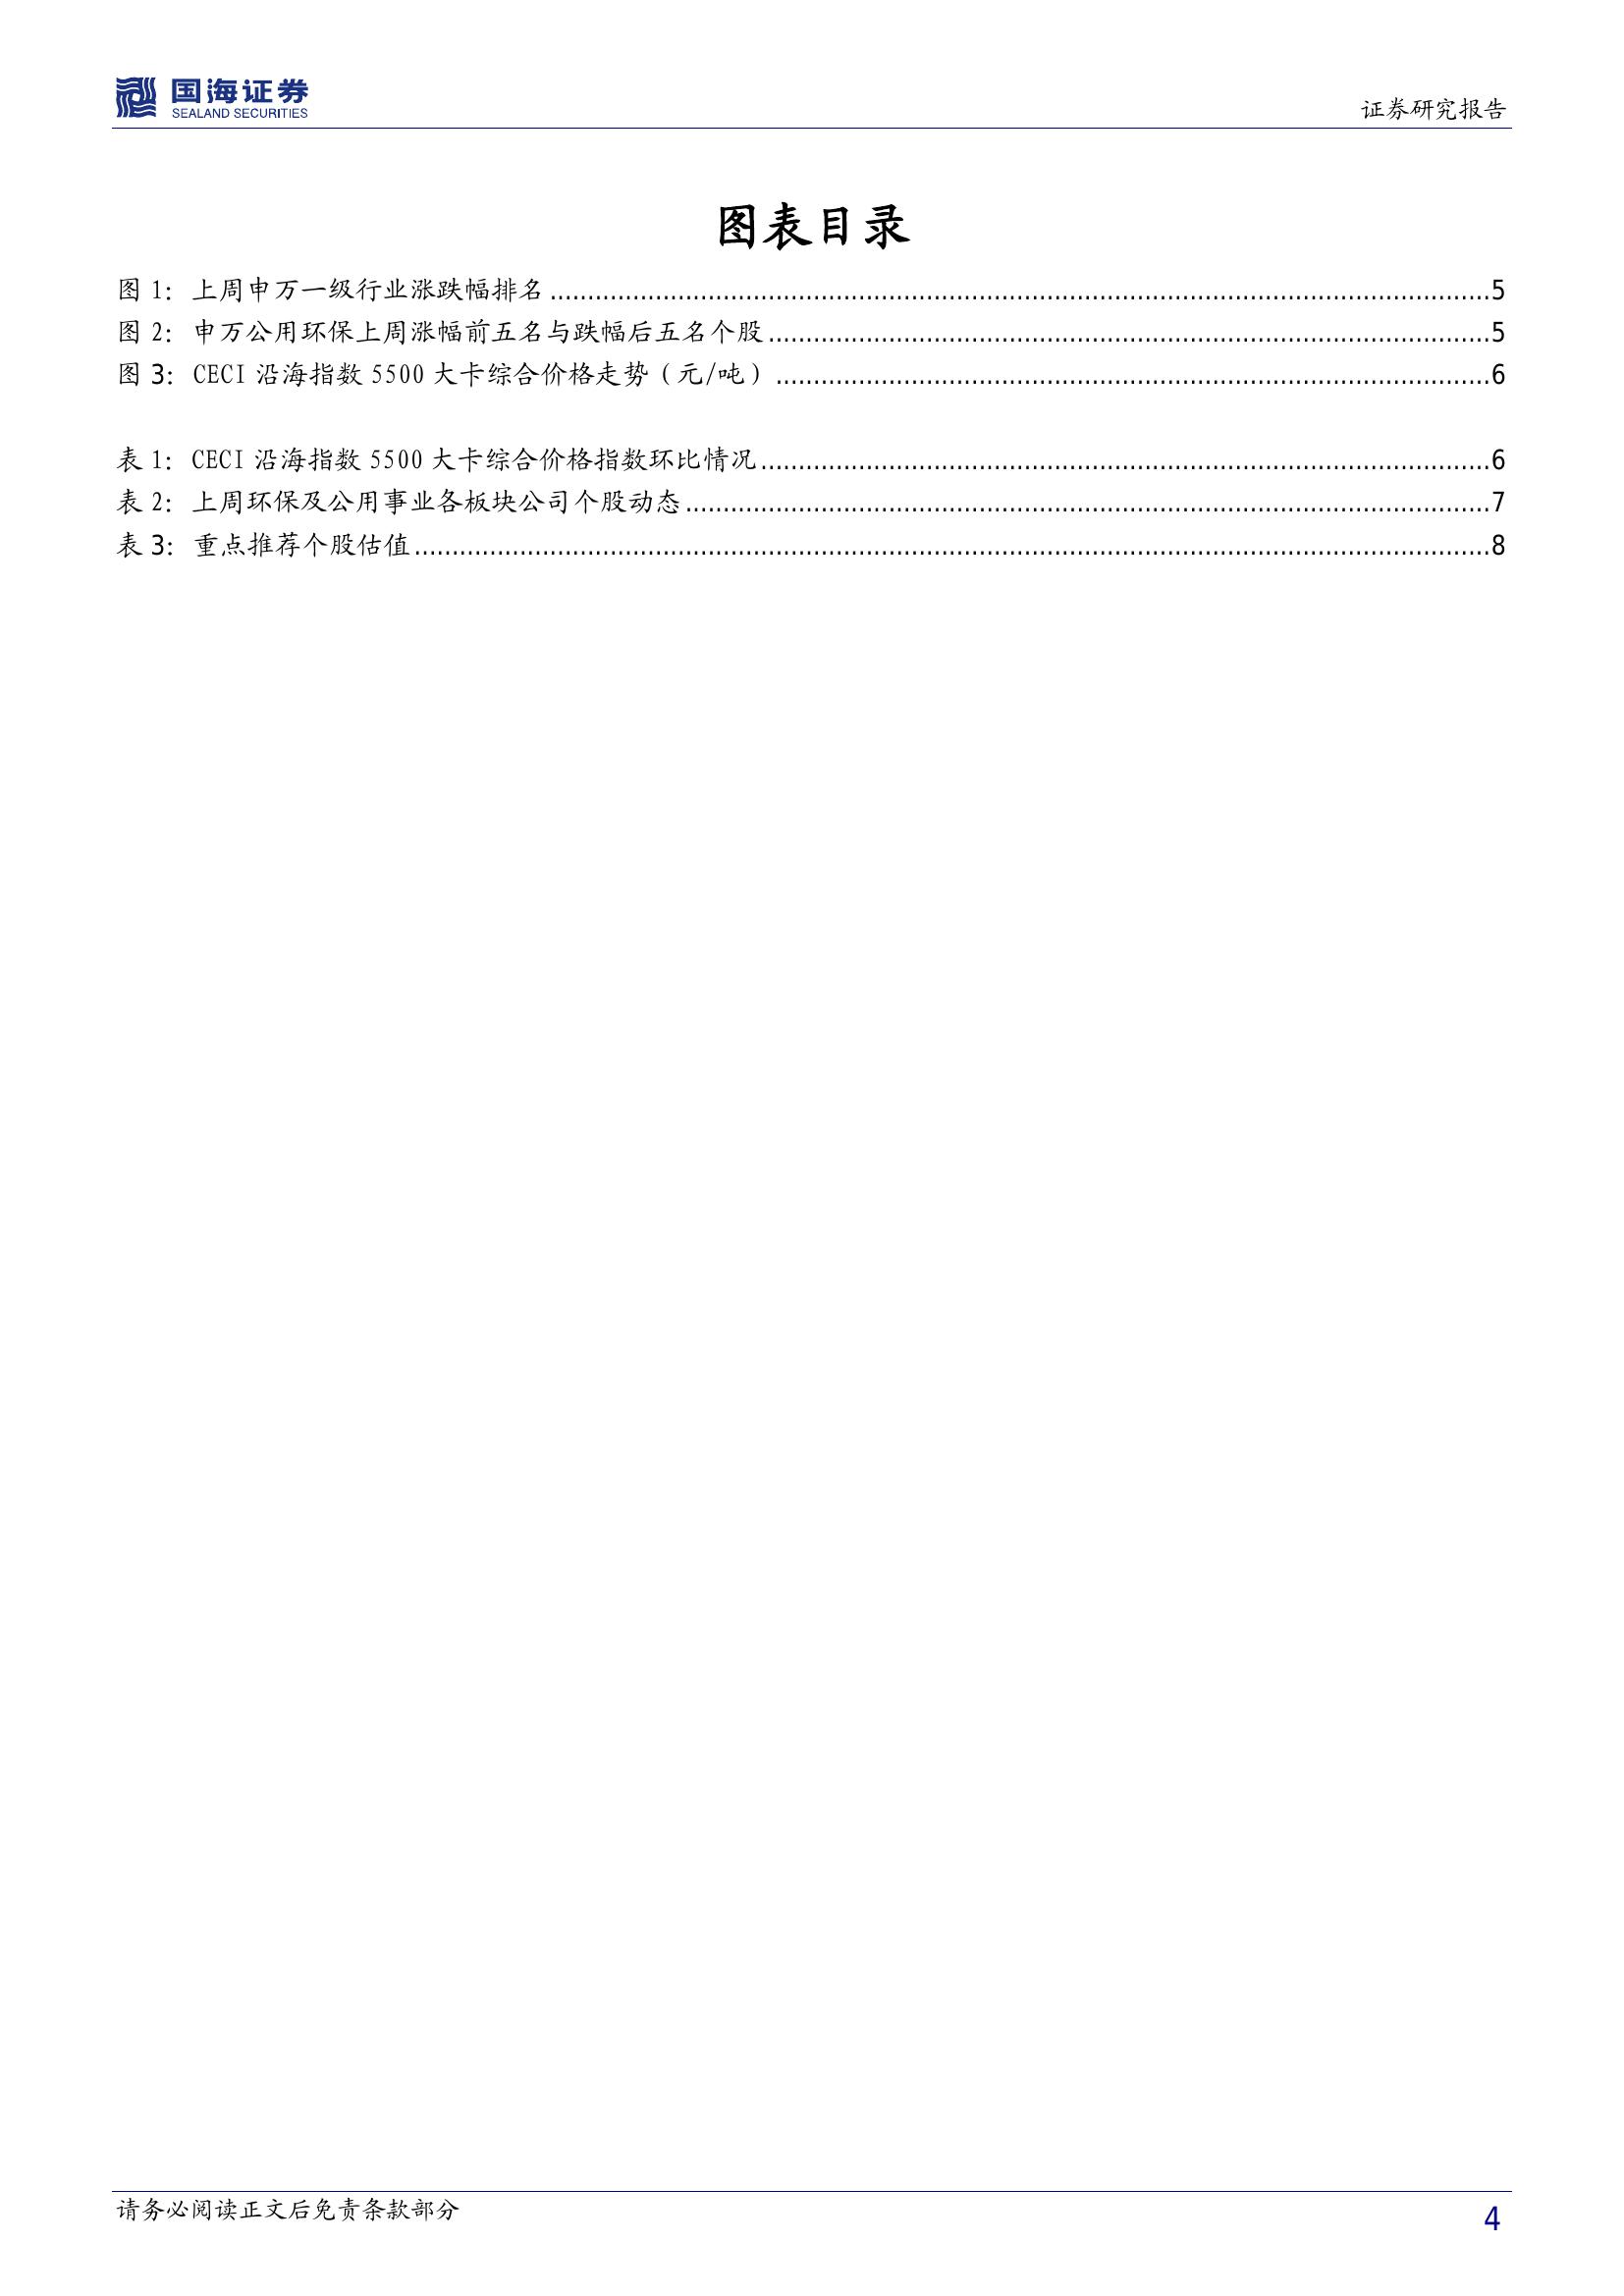 国海证券
SEALAND SECURITIES
证券研究报告
图表目录
图 1: 上周申万一级行业涨跌幅排名........................5
图 2: 申万公用环保上周涨幅前五名与跌幅后五名个股........................5
图 3: CECI 沿海指数 5500 大卡综合价格走势（元/吨）........................6
表 1: CECI 沿海指数 5500 大卡综合价格指数环比情况........................6
表 2: 上周环保及公用事业各板块公司个股动态........................7
表 3: 重点推荐个股估值........................8
请务必阅读正文后免责条款部分
4